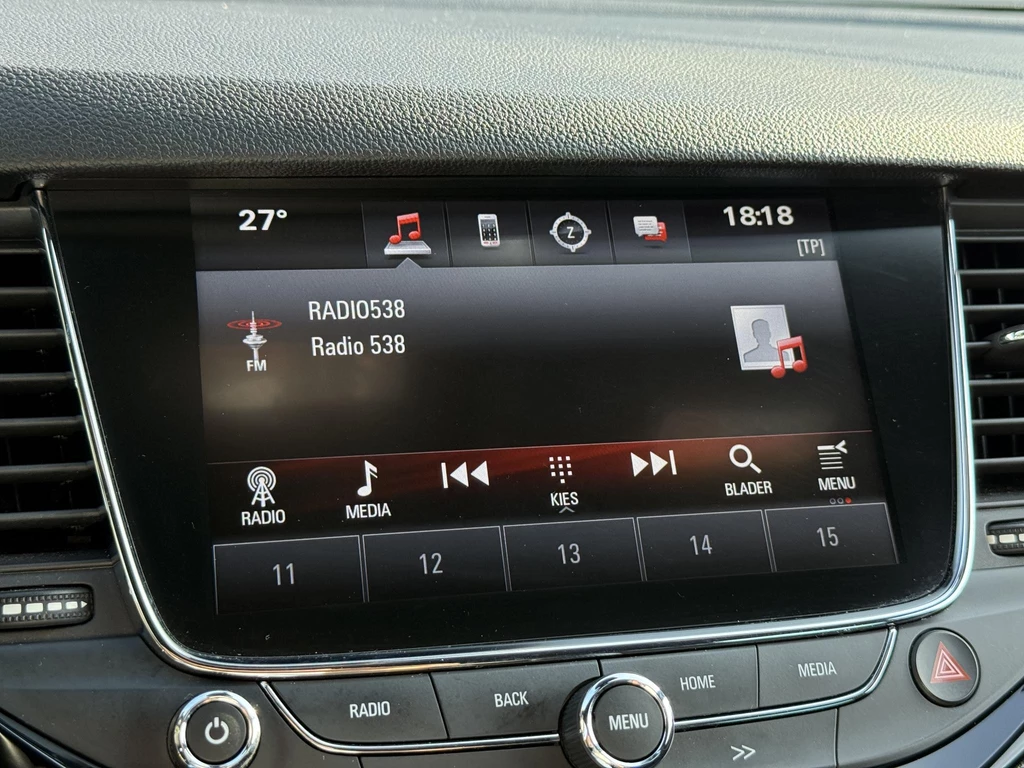 27° 18:18
Z
[TP]
RADIO538
Radio 538
FM
RADIO MEDIA KIES BLADER MENU
11 12 13 14 15
RADIO BACK MENU HOME MEDIA